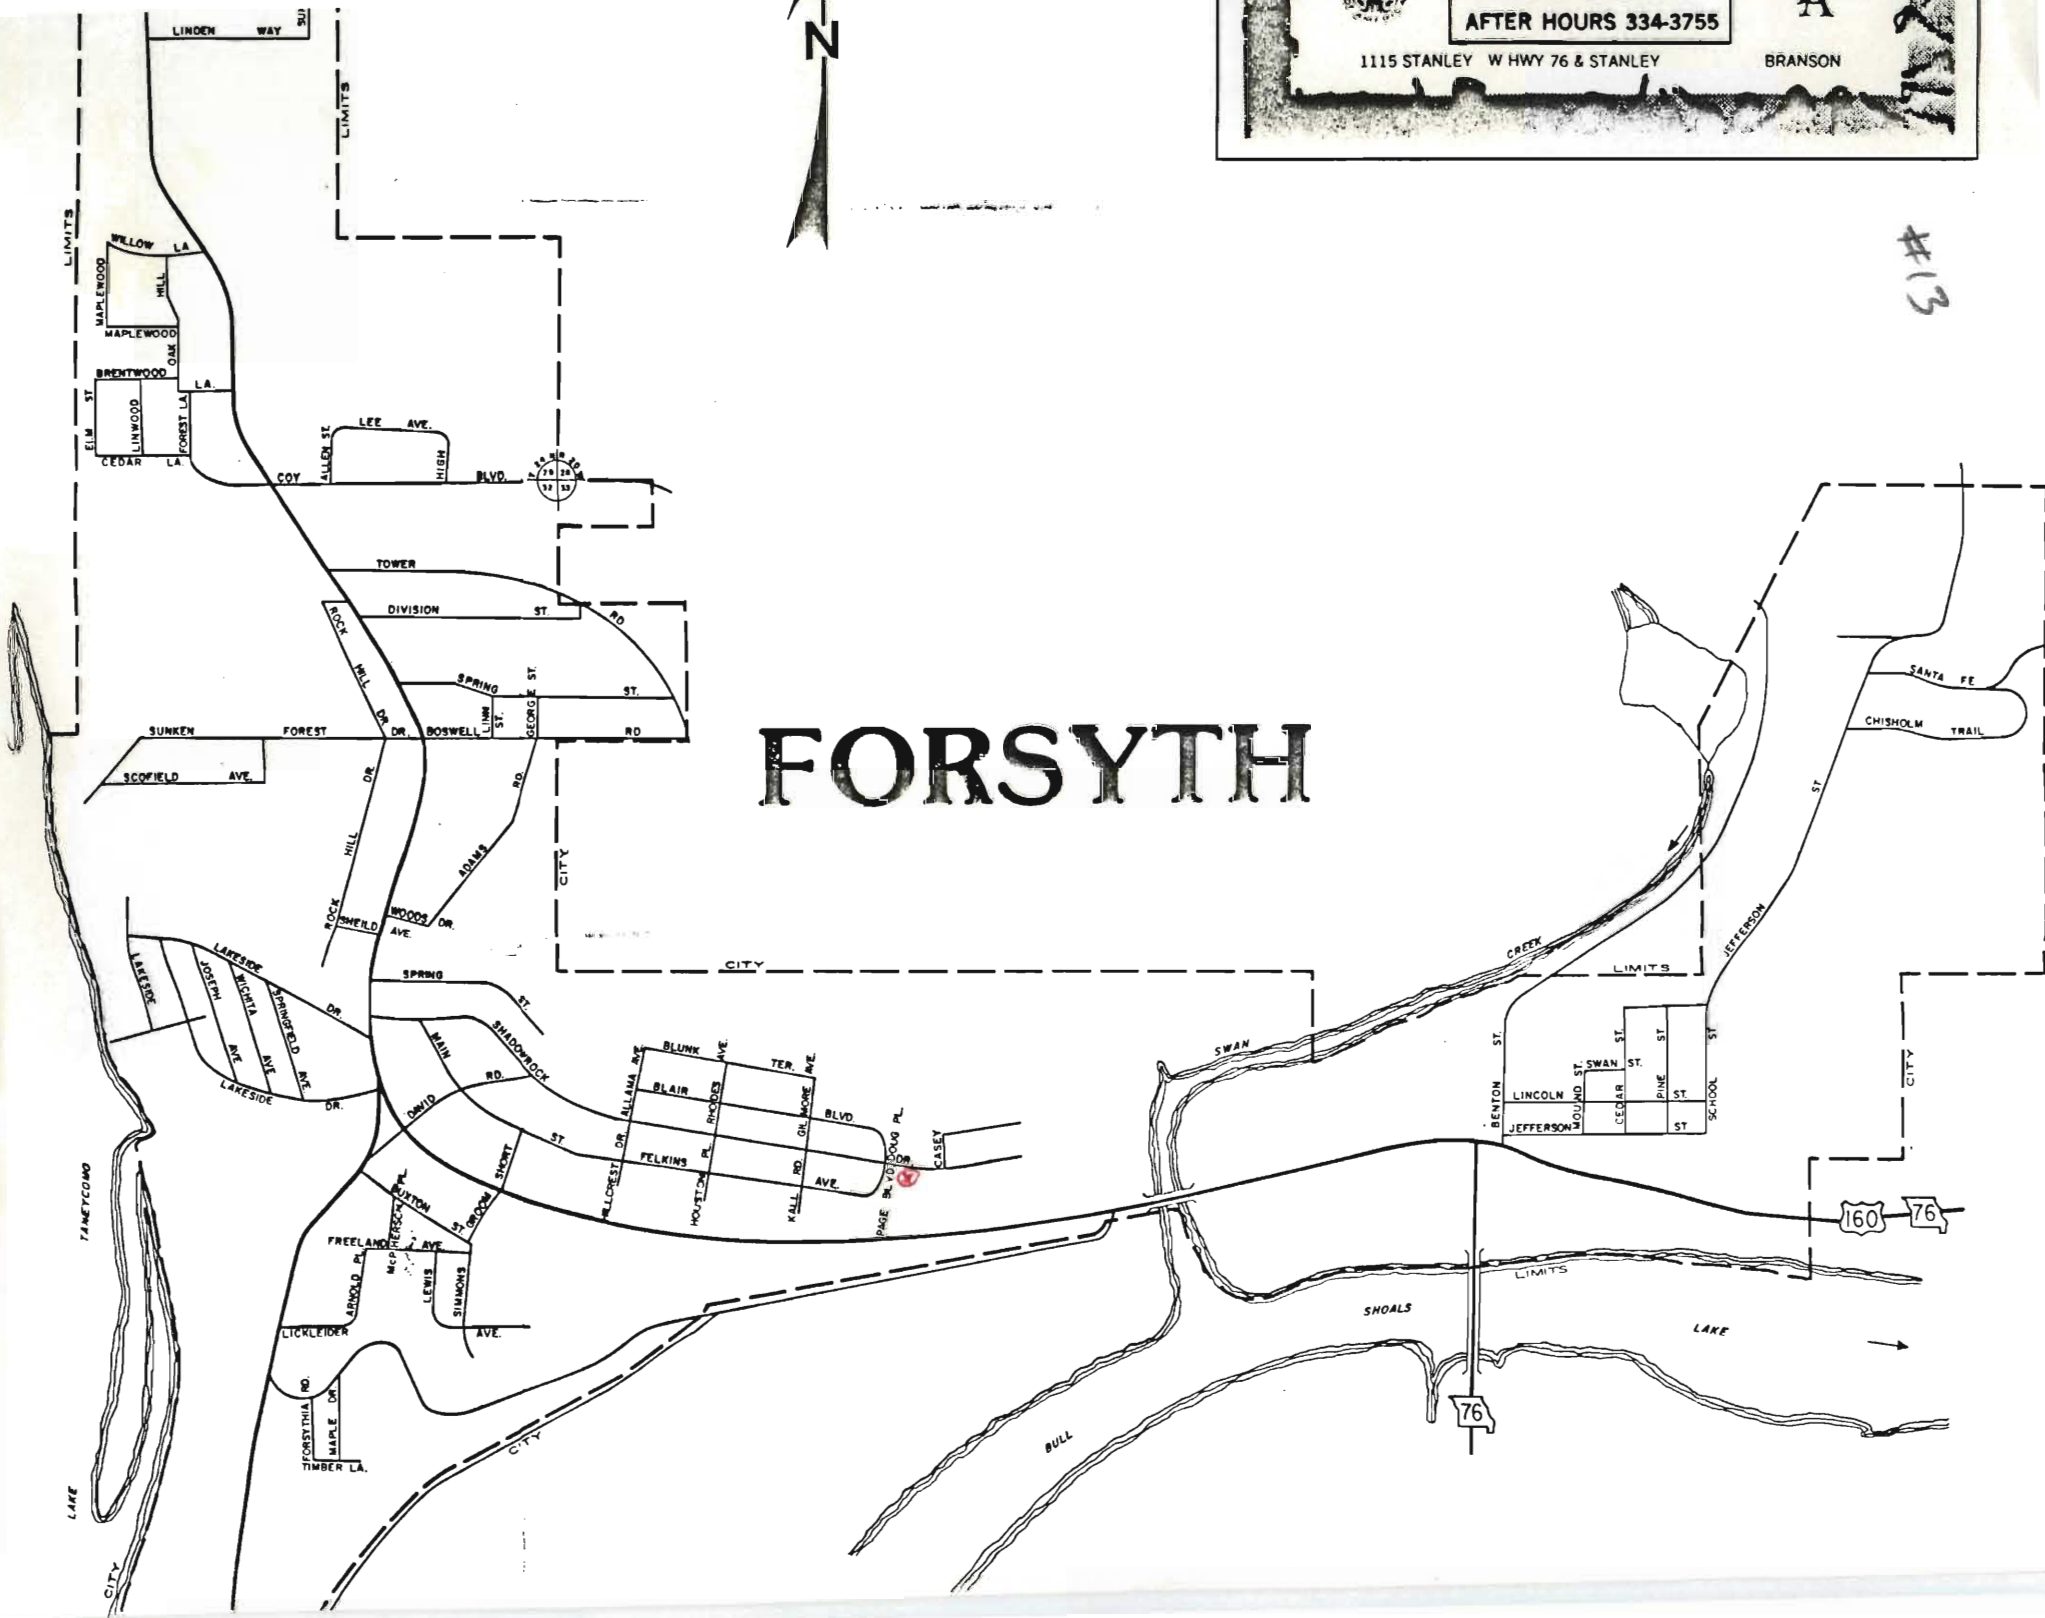 LINDEN WAY
LIMITS
N
AFTER HOURS 334-3755
1115 STANLEY W HWY 76 & STANLEY BRANSON
#13
LIMITS
WILLOW LA
MAPLEWOOD
HILL
MAPLEWOOD
OAK
BRENTWOOD
LA.
ELM ST
LINWOOD
FOREST LA.
CEDAR LA.
ALLEN ST.
LEE AVE.
HIGH
COY BLVD.
29 28
32 33
TOWER RD
DIVISION ST.
ROCK HILL DR.
SPRING ST.
LINN ST.
GEORGE ST.
SUNKEN FOREST DR.
BOSWELL RD
SCOFIELD AVE.
FORSYTH
SANTA FE
CHISHOLM TRAIL
ROCK HILL DR.
ADAMS RD.
CITY
WOODS DR.
SHEILD AVE.
JEFFERSON ST
LAKESIDE DR.
LAKESIDE
JOSEPH AVE
WICHITA AVE
SPRINGFIELD AVE.
LAKESIDE DR.
SPRING ST.
CITY LIMITS
SWAN CREEK
SHADOWROCK DR.
MAIN ST.
DAVID RD.
BLUNK TER.
ALLAMA AVE.
BLAIR BLVD.
RHODES AVE.
GILMORE AVE.
DOUG PL.
CASEY
HILLCREST DR.
FELKINS AVE.
HOUSTON PL.
KALL RD.
PAGE BLVD.
BENTON ST.
LINCOLN ST.
MOUND ST.
SWAN ST.
CEDAR ST.
PINE ST
SCHOOL ST
JEFFERSON ST
CITY
SHORT
GROOM
BUXTON ST.
McPHERSON PL.
FREELAND AVE.
ARNOLD PL.
LEWIS
SIMMONS
LICKLEIDER AVE.
FORSYTHIA RD.
MAPLE DR.
TIMBER LA.
160
76
LIMITS
BULL SHOALS LAKE
76
LAKE TANEYCOMO
CITY
CITY